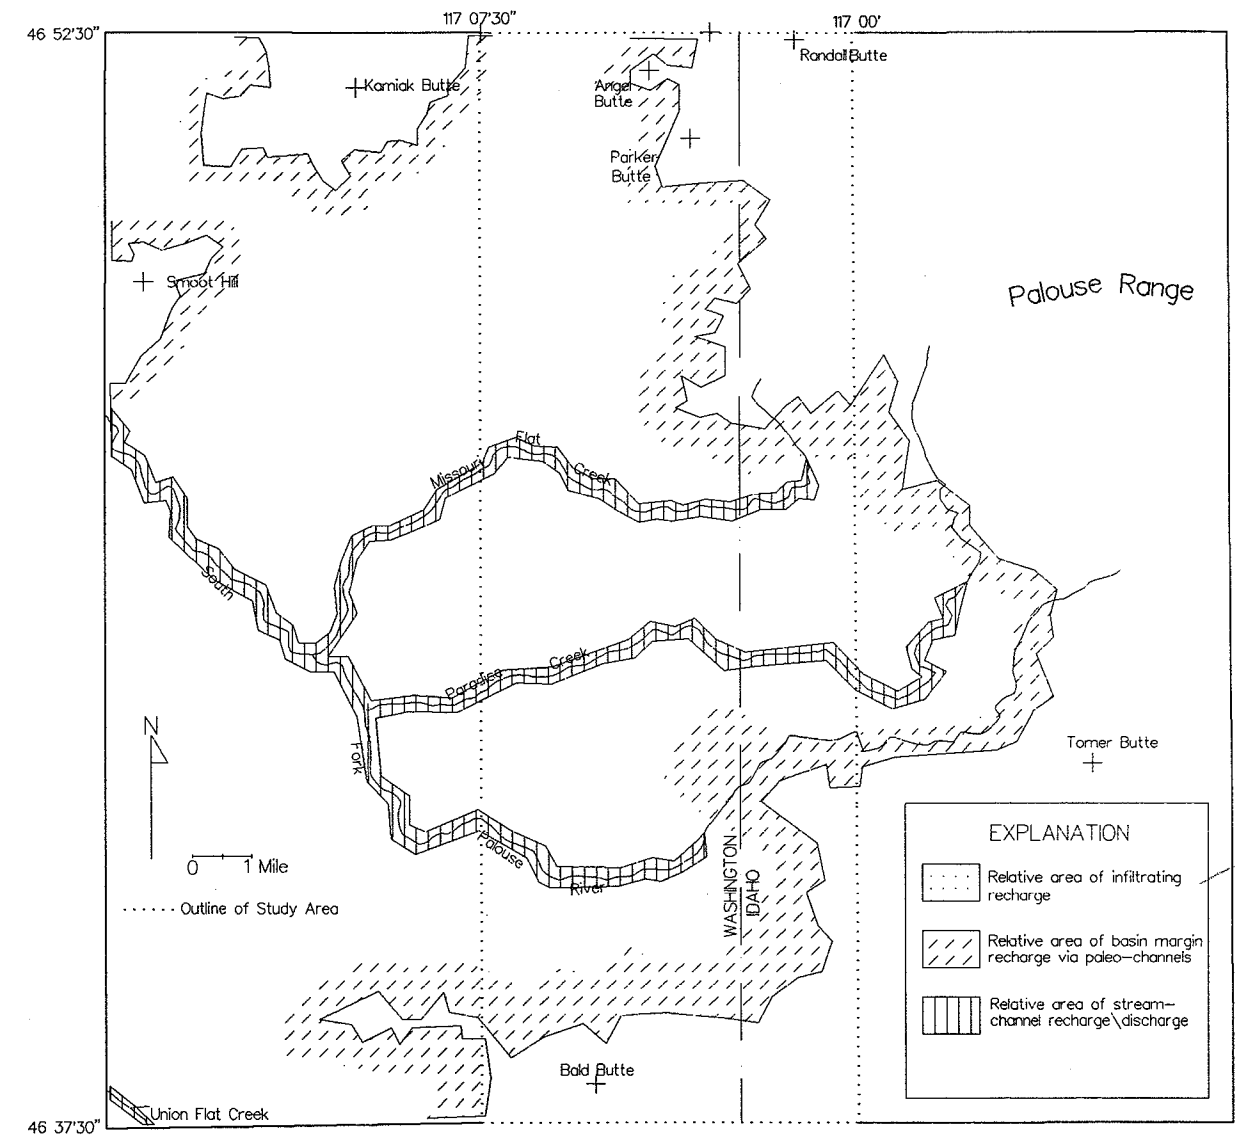 117 07'30"
117 00'
46 52'30"
Kamiak Butte
Angel
Butte
Randall Butte
Parker
Butte
Smoot Hill
Palouse Range
Missouri
Flat
Creek
South
Paradise
Creek
Fork
Palouse
River
N
0 1 Mile
Outline of Study Area
WASHINGTON
IDAHO
Tomer Butte
EXPLANATION
Relative area of infiltrating
recharge
Relative area of basin margin
recharge via paleo-channels
Relative area of stream-
channel recharge\discharge
Bald Butte
Union Flat Creek
46 37'30"